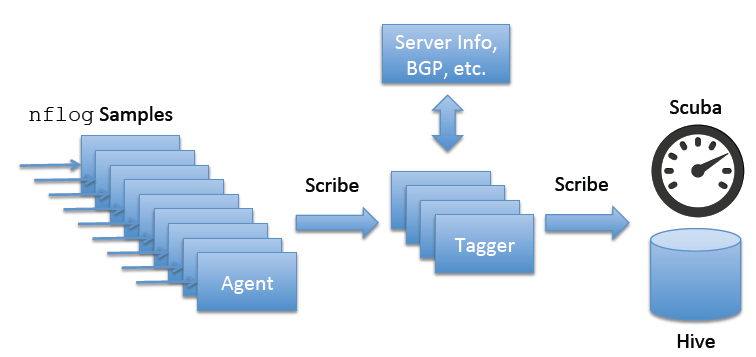 Server Info,
BGP, etc.
nflog Samples
Scuba
Scribe
Scribe
Tagger
Agent
Hive